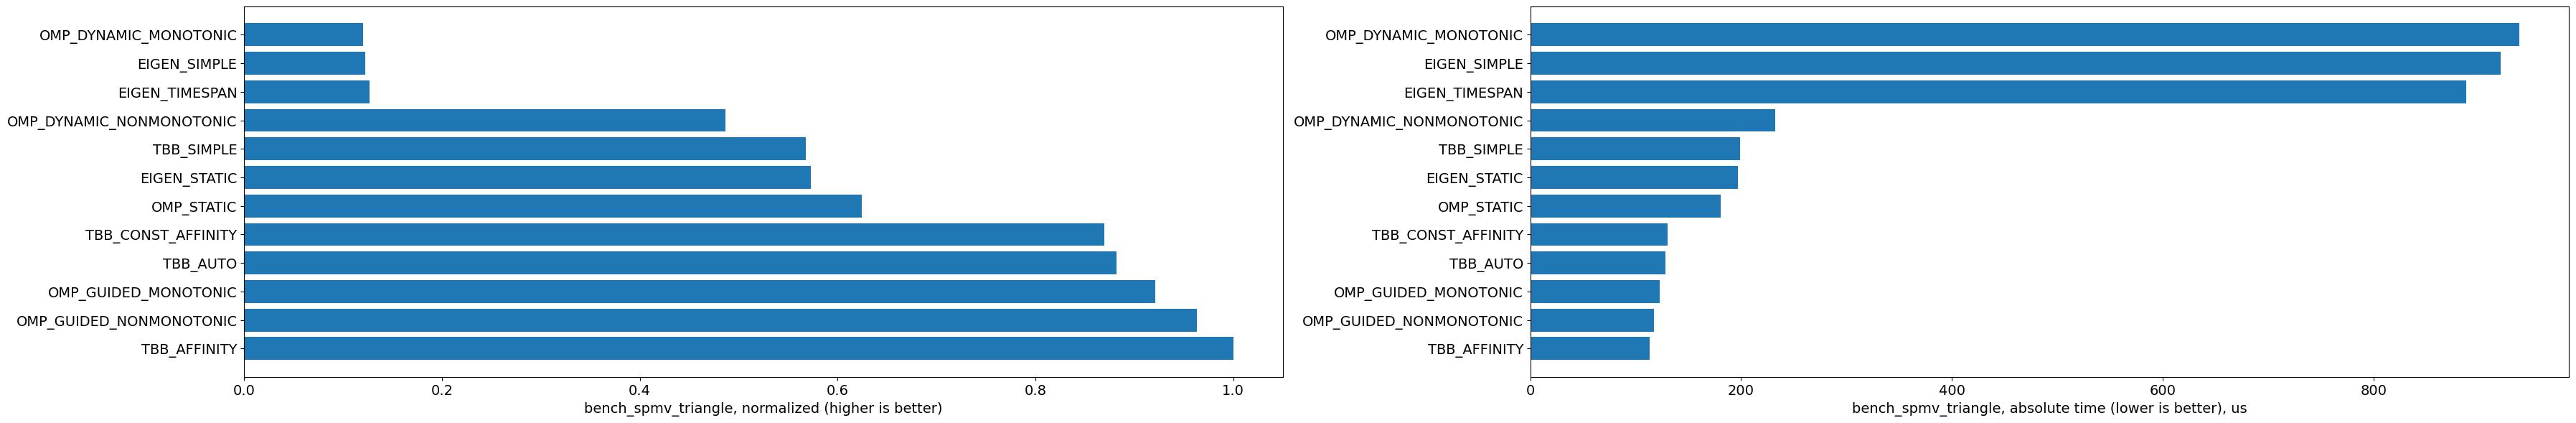 OMP_DYNAMIC_MONOTONIC
EIGEN_SIMPLE
EIGEN_TIMESPAN
OMP_DYNAMIC_NONMONOTONIC
TBB_SIMPLE
EIGEN_STATIC
OMP_STATIC
TBB_CONST_AFFINITY
TBB_AUTO
OMP_GUIDED_MONOTONIC
OMP_GUIDED_NONMONOTONIC
TBB_AFFINITY
0.0 0.2 0.4 0.6 0.8 1.0
bench_spmv_triangle, normalized (higher is better)
OMP_DYNAMIC_MONOTONIC
EIGEN_SIMPLE
EIGEN_TIMESPAN
OMP_DYNAMIC_NONMONOTONIC
TBB_SIMPLE
EIGEN_STATIC
OMP_STATIC
TBB_CONST_AFFINITY
TBB_AUTO
OMP_GUIDED_MONOTONIC
OMP_GUIDED_NONMONOTONIC
TBB_AFFINITY
0 200 400 600 800
bench_spmv_triangle, absolute time (lower is better), us